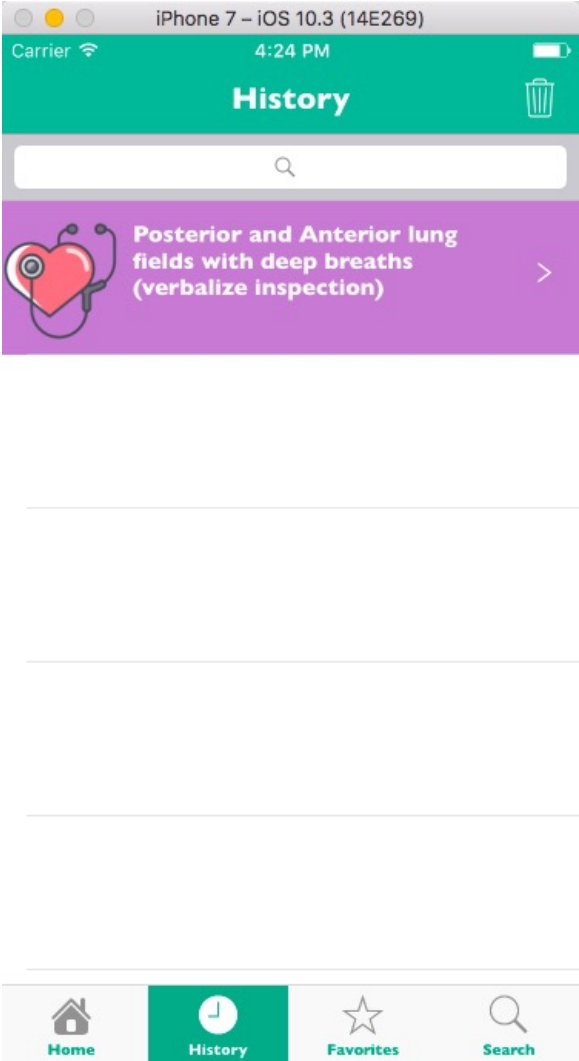 iPhone 7 – iOS 10.3 (14E269)
Carrier 4:24 PM
History
Posterior and Anterior lung
fields with deep breaths
(verbalize inspection)
Home History Favorites Search